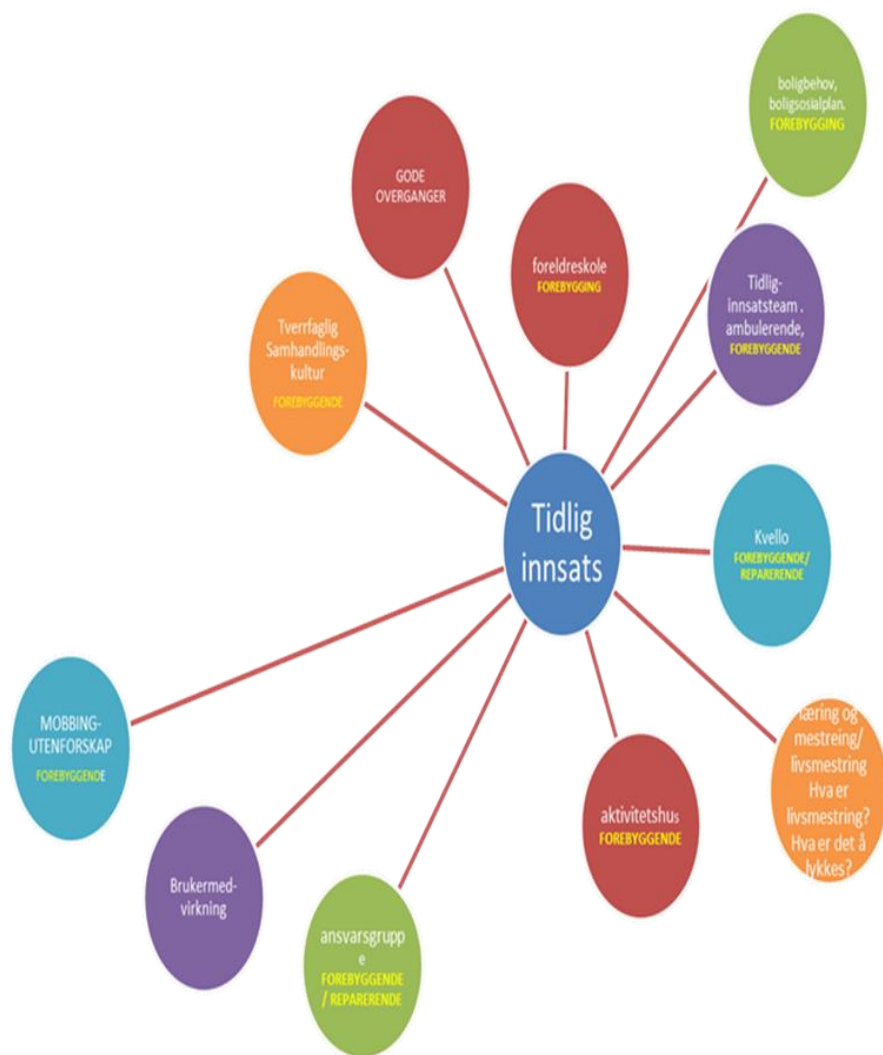 boligbehov,
boligsosialplan.
FOREBYGGING
GODE
OVERGANGER
foreldreskole
FOREBYGGING
Tidlig-
innsatsteam .
ambulerende,
FOREBYGGENDE
Tverrfaglig
Samhandlings-
kultur
FOREBYGGENDE
Tidlig
innsats
Kvello
FOREBYGGENDE/
REPARERENDE
MOBBING-
UTENFORSKAP
FOREBYGGENDE
læring og
mestreing/
livsmestring
Hva er
livsmestring?
Hva er det å
lykkes?
aktivitetshus
FOREBYGGENDE
Brukermed-
virkning
ansvarsgrupp
e
FOREBYGGENDE
/ REPARERENDE